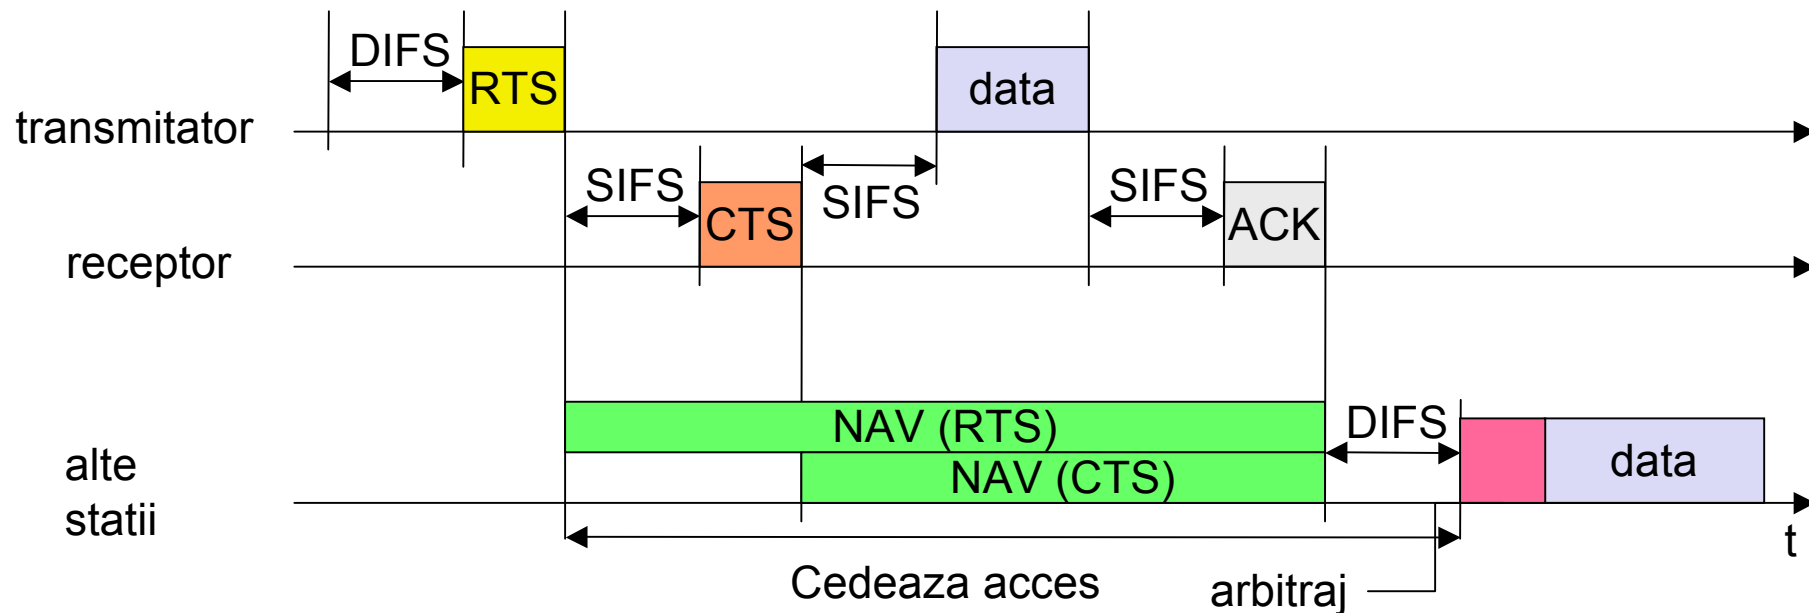 DIFS
RTS
data
transmitator
SIFS
CTS
SIFS
SIFS
ACK
receptor
NAV (RTS)
DIFS
NAV (CTS)
data
alte
statii
t
Cedeaza acces
arbitraj